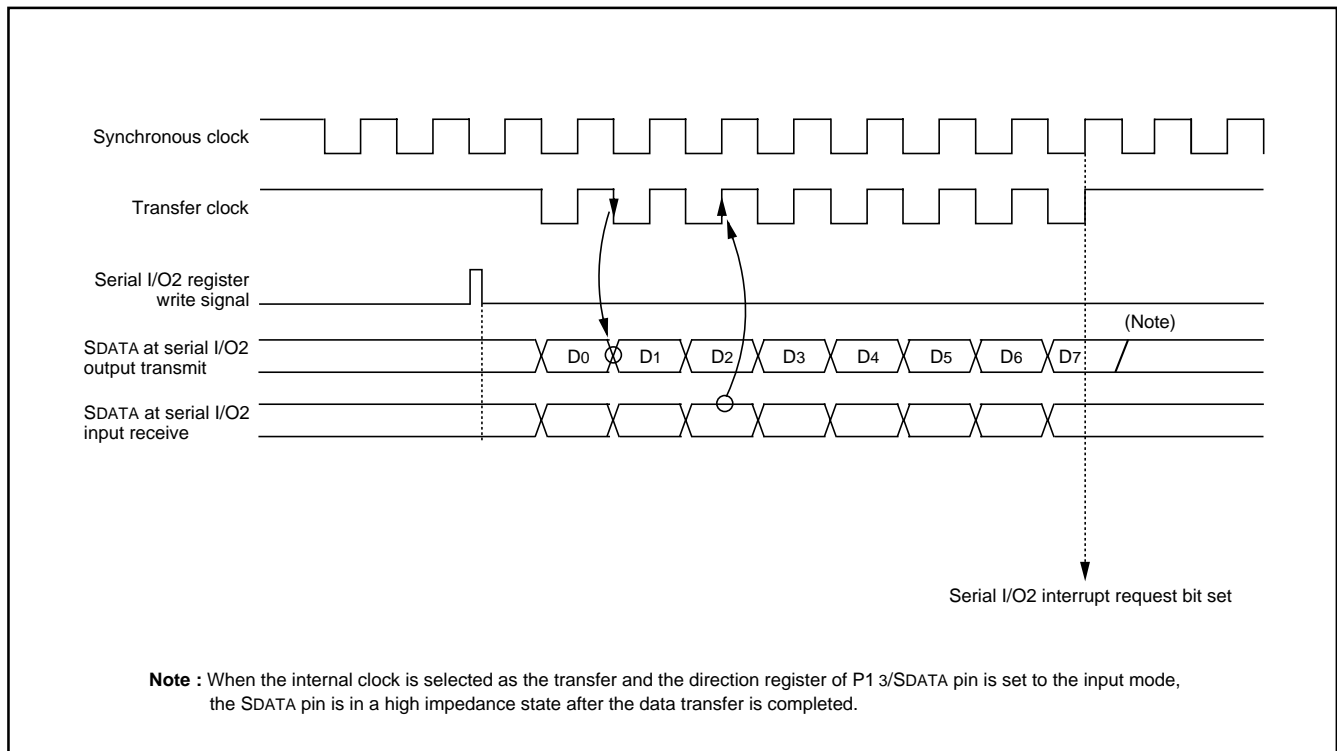 Synchronous clock
Transfer clock
Serial I/O2 register
write signal
(Note)
SDATA at serial I/O2
output transmit
D0 D1 D2 D3 D4 D5 D6 D7
SDATA at serial I/O2
input receive
Serial I/O2 interrupt request bit set
Note : When the internal clock is selected as the transfer and the direction register of P1 3/SDATA pin is set to the input mode,
the SDATA pin is in a high impedance state after the data transfer is completed.